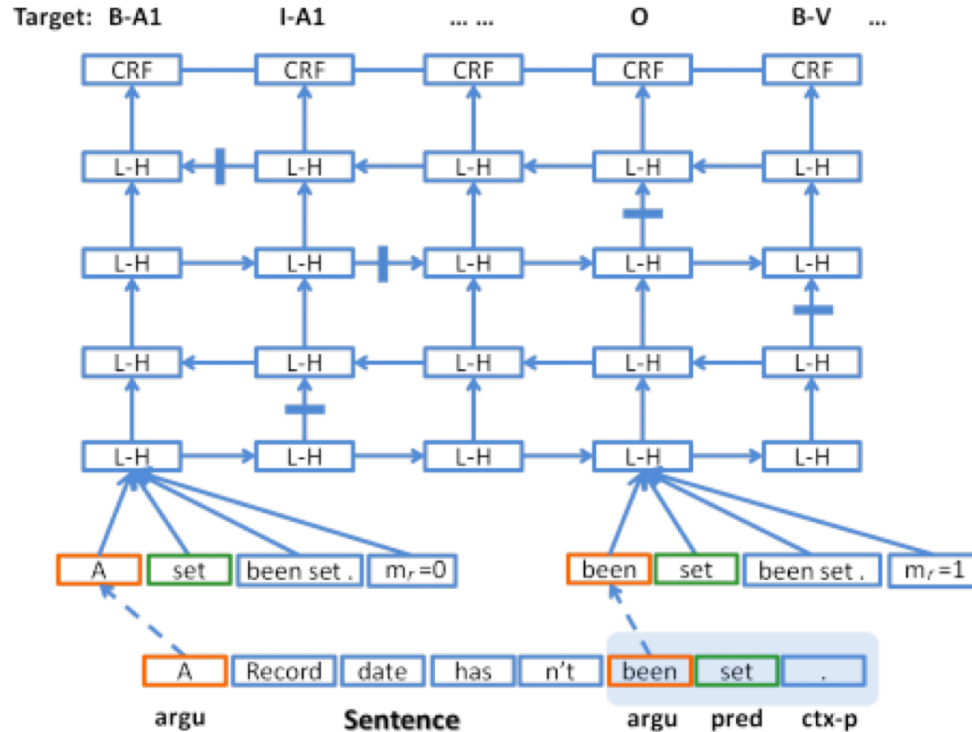 Target: B-A1 I-A1 ... ... O B-V ...
CRF CRF CRF CRF CRF
L-H L-H L-H L-H L-H
L-H L-H L-H L-H L-H
L-H L-H L-H L-H L-H
L-H L-H L-H L-H L-H
A set been set . mᵣ=0 been set been set . mᵣ=1
A Record date has n't been set .
argu Sentence argu pred ctx-p